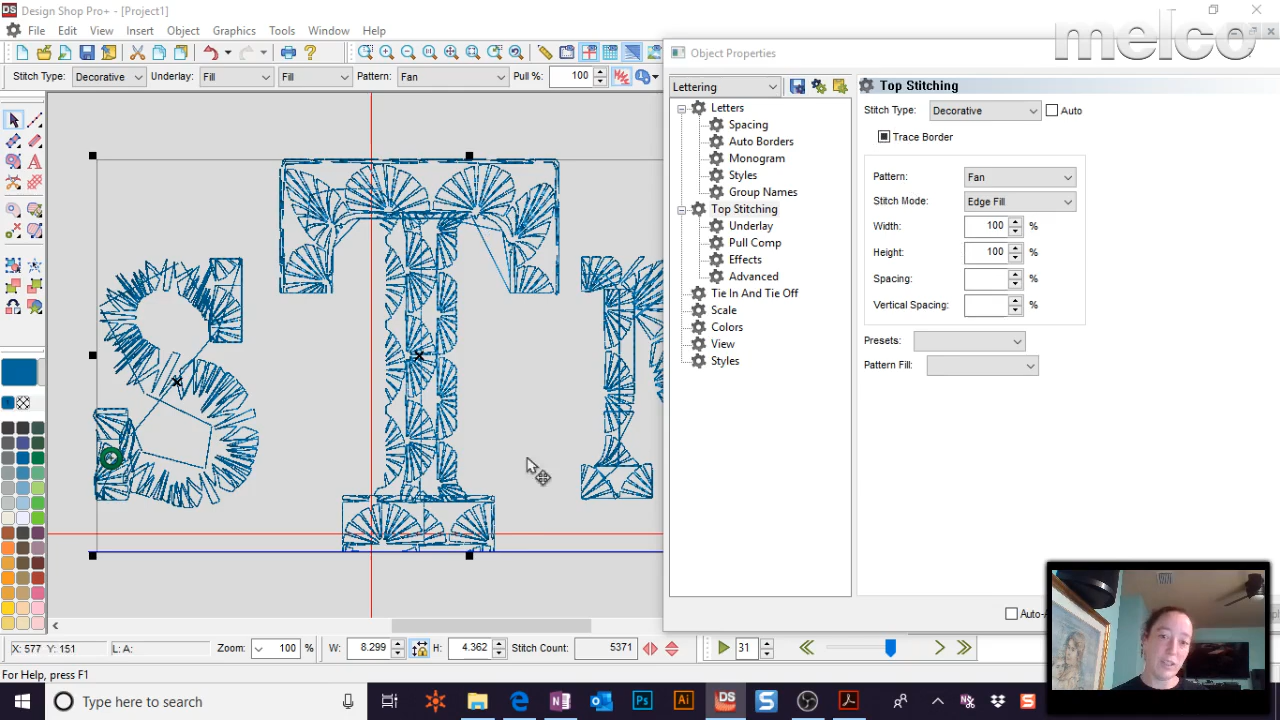 DS Design Shop Pro+ - [Project1]
File Edit View Insert Object Graphics Tools Window Help
melco
Stitch Type: Decorative Underlay: Fill Fill Pattern: Fan Pull % 100
Object Properties
Lettering
Letters
Spacing
Auto Borders
Monogram
Styles
Group Names
Top Stitching
Underlay
Pull Comp
Effects
Advanced
Tie In And Tie Off
Scale
Colors
View
Styles
Top Stitching
Stitch Type: Decorative Auto
Trace Border
Pattern: Fan
Stitch Mode: Edge Fill
Width: 100 %
Height: 100 %
Spacing: %
Vertical Spacing: %
Presets:
Pattern Fill:
X: 577 Y: 151 L: A: Zoom: 100 % W: 8.299 H: 4.362 Stitch Count: 5371 31
For Help, press F1
Type here to search
Ps Ai DS S